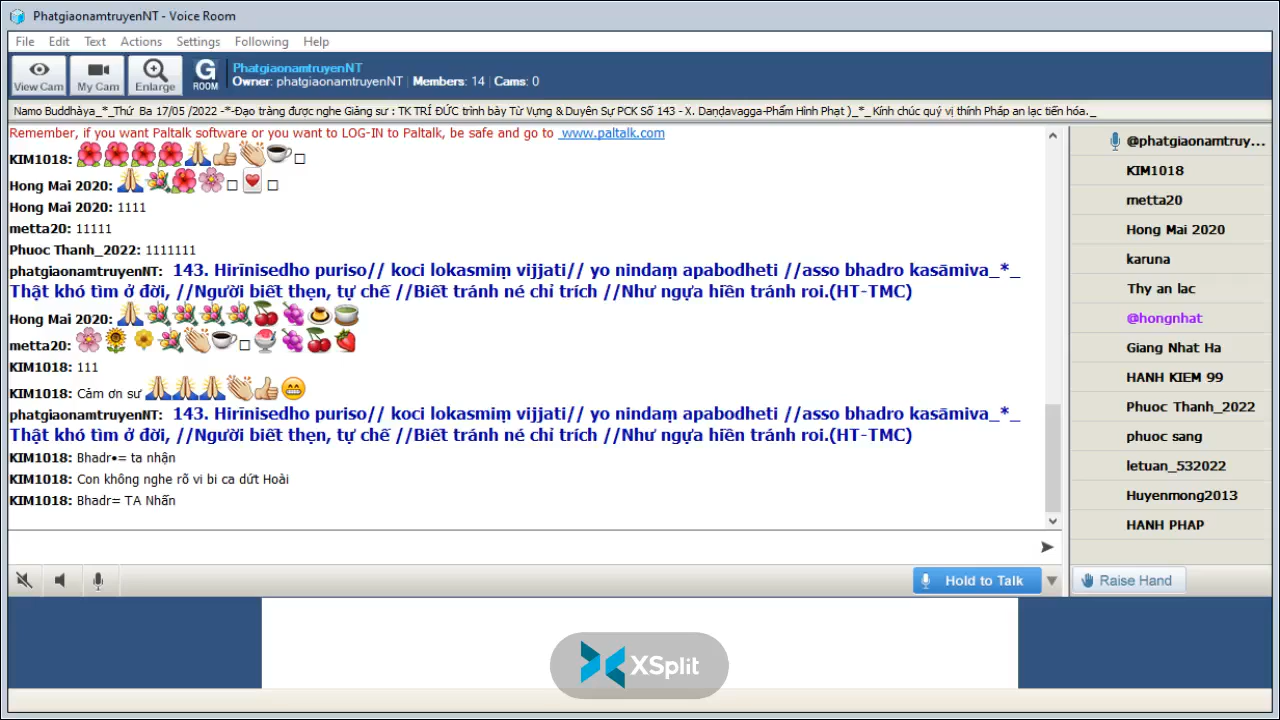 PhatgiaonamtruyenNT - Voice Room
File Edit Text Actions Settings Following Help
View Cam My Cam Enlarge G ROOM
PhatgiaonamtruyenNT
Owner: phatgiaonamtruyenNT Members: 14 Cams: 0
Namo Buddhàya_*_Thứ Ba 17/05 /2022 -*-Đạo tràng được nghe Giảng sư : TK TRÍ ĐỨC trình bày Từ Vựng & Duyên Sự PCK Số 143 - X. Daṇḍavagga-Phẩm Hình Phạt )_*_ Kính chúc quý vị thính Pháp an lạc tiến hóa._
Remember, if you want Paltalk software or you want to LOG-IN to Paltalk, be safe and go to www.paltalk.com
KIM1018:
Hong Mai 2020:
Hong Mai 2020: 1111
metta20: 11111
Phuoc Thanh_2022: 1111111
phatgiaonamtruyenNT: 143. Hirīnisedho puriso// koci lokasmiṃ vijjati// yo nindaṃ apabodheti //asso bhadro kasāmiva_*_
Thật khó tìm ở đời, //Người biết thẹn, tự chế //Biết tránh né chỉ trích //Như ngựa hiền tránh roi.(HT-TMC)
Hong Mai 2020:
metta20:
KIM1018: 111
KIM1018: Cảm ơn sư
phatgiaonamtruyenNT: 143. Hirīnisedho puriso// koci lokasmiṃ vijjati// yo nindaṃ apabodheti //asso bhadro kasāmiva_*_
Thật khó tìm ở đời, //Người biết thẹn, tự chế //Biết tránh né chỉ trích //Như ngựa hiền tránh roi.(HT-TMC)
KIM1018: Bhadr•= ta nhận
KIM1018: Con không nghe rõ vi bi ca dứt Hoài
KIM1018: Bhadr= TA Nhấn
Hold to Talk
@phatgiaonamtruy...
KIM1018
metta20
Hong Mai 2020
karuna
Thy an lac
@hongnhat
Giang Nhat Ha
HANH KIEM 99
Phuoc Thanh_2022
phuoc sang
letuan_532022
Huyenmong2013
HANH PHAP
Raise Hand
XSplit